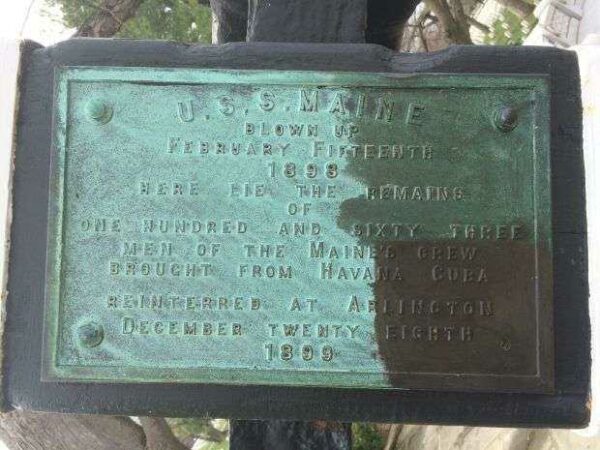 U.S.S. MAINE
BLOWN UP
FEBRUARY FIFTEENTH
1898
HERE LIE THE REMAINS
OF
ONE HUNDRED AND SIXTY THREE
MEN OF THE MAINE'S CREW
BROUGHT FROM HAVANA CUBA
REINTERRED AT ARLINGTON
DECEMBER TWENTY EIGHTH
1899